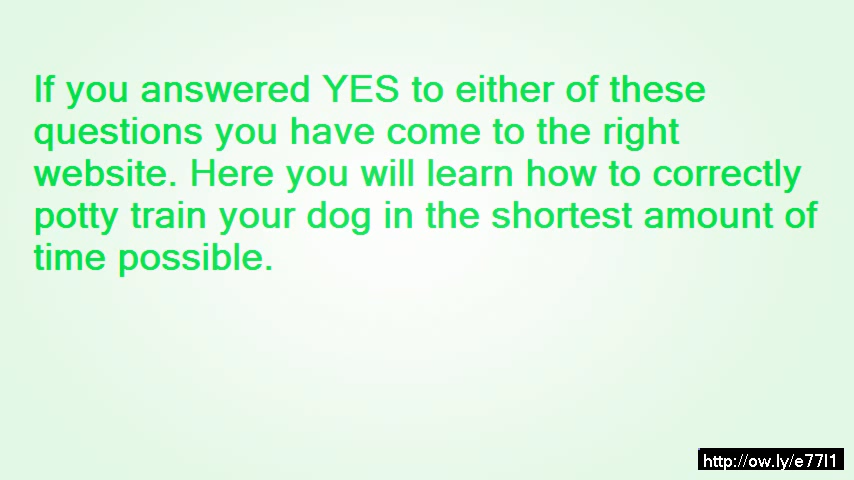 If you answered YES to either of these
questions you have come to the right
website. Here you will learn how to correctly
potty train your dog in the shortest amount of
time possible.
http://ow.ly/e77l1